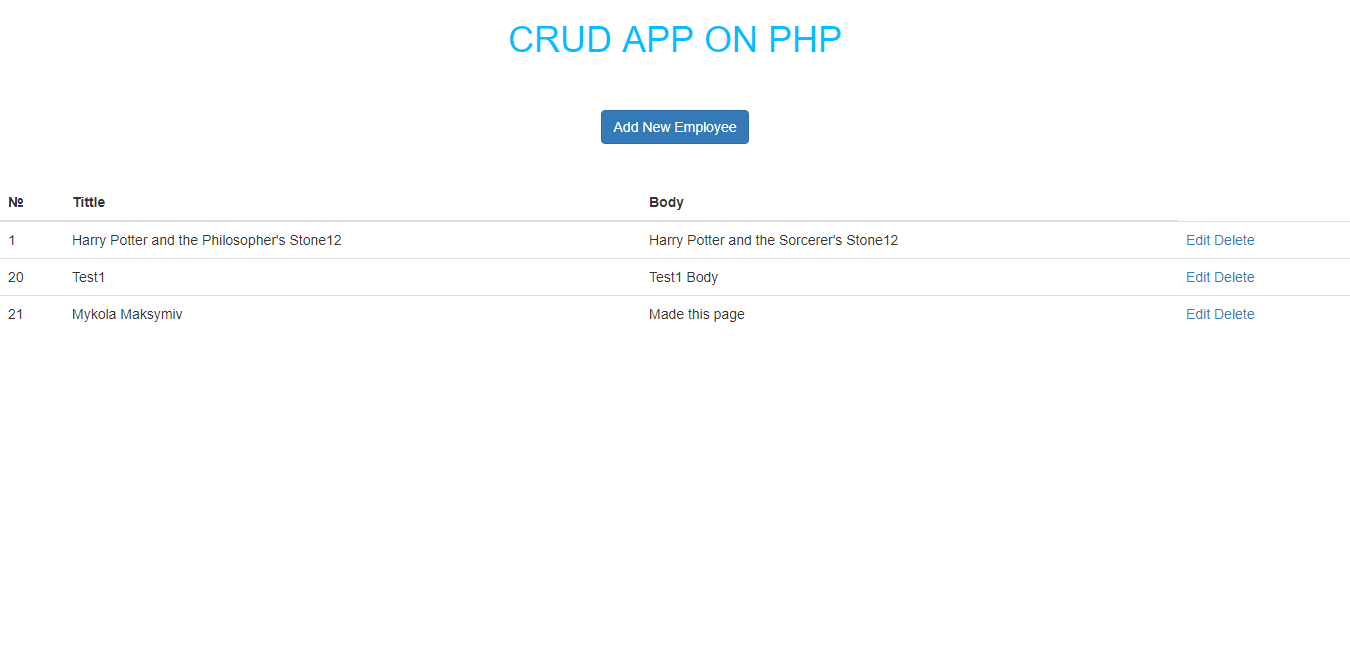 CRUD APP ON PHP
Add New Employee
№ Tittle Body
1 Harry Potter and the Philosopher's Stone12 Harry Potter and the Sorcerer's Stone12 Edit Delete
20 Test1 Test1 Body Edit Delete
21 Mykola Maksymiv Made this page Edit Delete